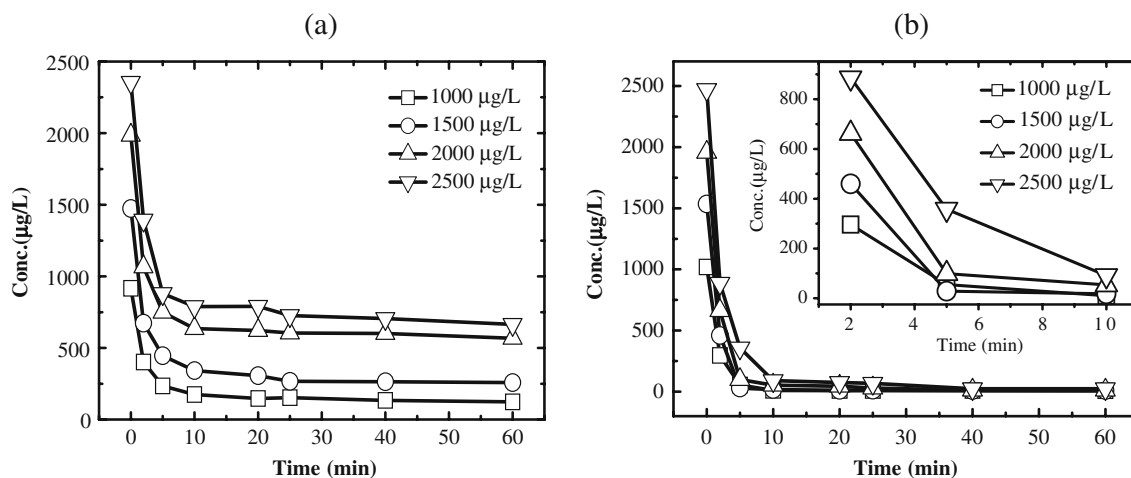 (a)
2500
2000
1500
1000
500
0
Conc.(μg/L)
1000 μg/L
1500 μg/L
2000 μg/L
2500 μg/L
0 10 20 30 40 50 60
Time (min)
(b)
2500
2000
1500
1000
500
0
Conc.(μg/L)
800
600
400
200
0
Conc.(μg/L)
1000 μg/L
1500 μg/L
2000 μg/L
2500 μg/L
2 4 6 8 10
Time (min)
0 10 20 30 40 50 60
Time (min)